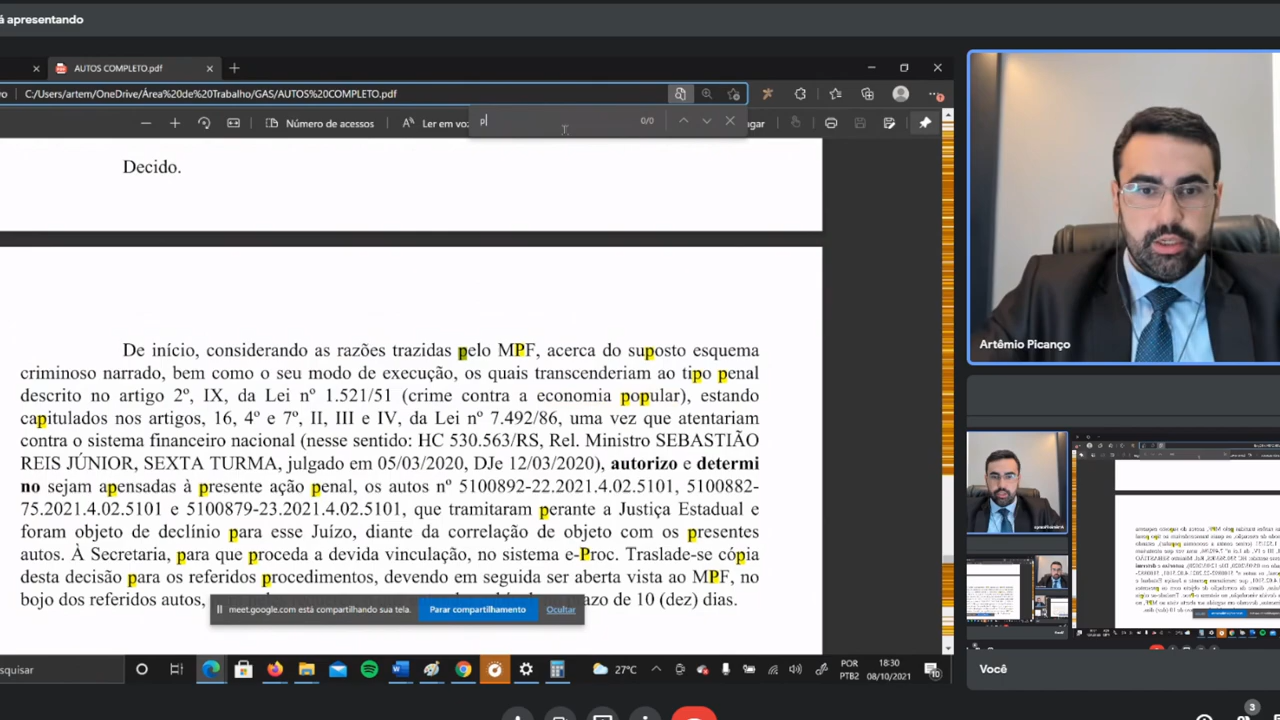 á apresentando
AUTOS COMPLETO.pdf
C:/Users/artem/OneDrive/Área%20de%20Trabalho/GAS/AUTOS%20COMPLETO.pdf
p
0/0
Número de acessos
Ler em voz
Decido.
De início, considerando as razões trazidas pelo MPF, acerca do suposto esquema
criminoso narrado, bem como o seu modo de execução, os quais transcenderiam ao tipo penal
descrito no artigo 2º, IX, da Lei nº 1.521/51 (crime contra a economia popular), estando
capitulados nos artigos, 16, 4º e 7º, II, III e IV, da Lei nº 7.492/86, uma vez que atentariam
contra o sistema financeiro nacional (nesse sentido: HC 530.563/RS, Rel. Ministro SEBASTIÃO
REIS JÚNIOR, SEXTA TURMA, julgado em 05/03/2020, DJe 12/03/2020), autorizo e determi
no sejam apensadas à presente ação penal os autos nº 5100892-22.2021.4.02.5101, 5100882-
75.2021.4.02.5101 e 5100879-23.2021.4.02.5101, que tramitaram perante a Justiça Estadual e
foram objeto de declínio para esse Juízo, diante da correlação de objeto com os presentes
autos. À Secretaria, para que proceda a devida vinculação no sistema E-Proc. Translade-se copia
desta decisão para os referidos procedimentos, devendo em seguida ser aberta vista ao MPF, no
bojo dos referidos autos,
azo de 10 (dez) dias.
meet.google.com está compartilhando sua tela.
Parar compartilhamento
Ocultar
Artêmio Picanço
Você
quisar
27°C
POR
PTB2
18:30
08/10/2021
10
3